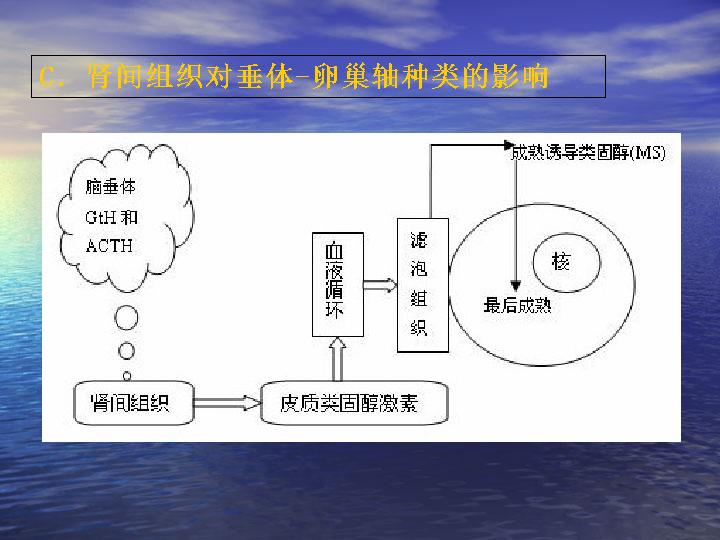 C. 肾间组织对垂体-卵巢轴种类的影响
成熟诱导类固醇(MS)
脑垂体
GtH 和
ACTH
血液循环
滤泡组织
核
最后成熟
肾间组织
皮质类固醇激素